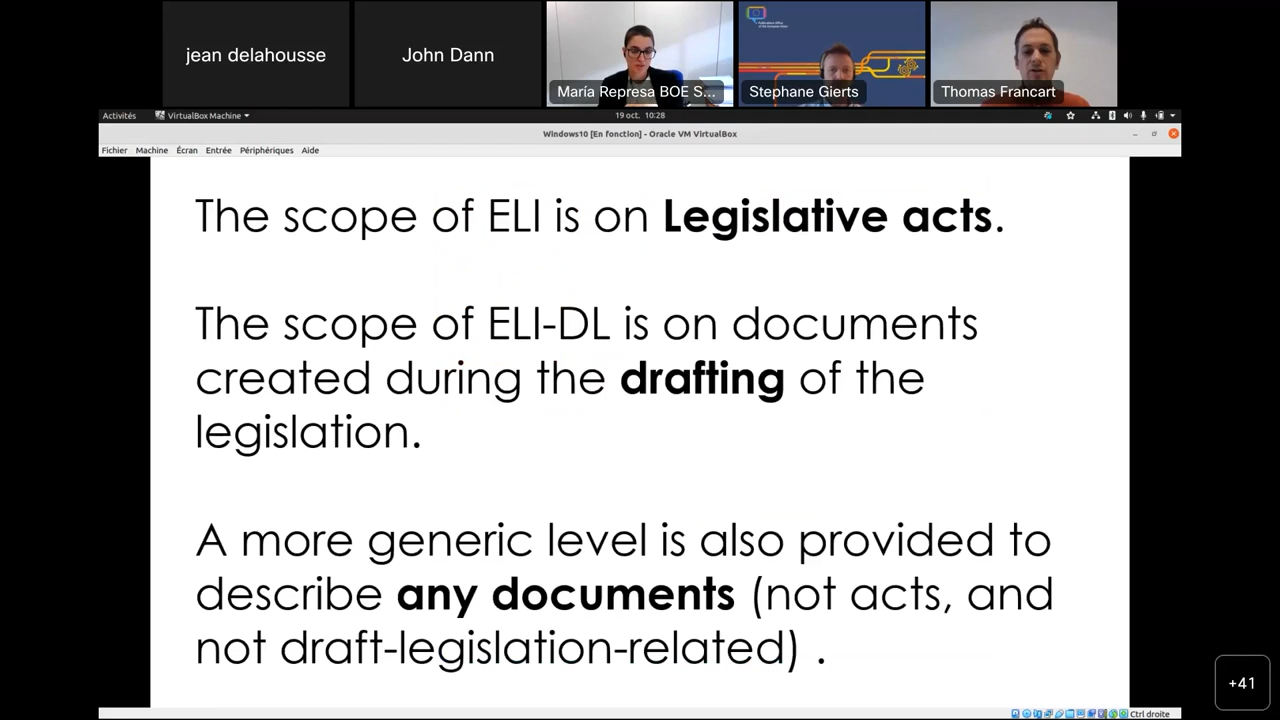 jean delahousse
John Dann
María Represa BOE S...
Stephane Gierts
Thomas Francart
Activités
VirtualBox Machine
19 oct. 10:28
Windows10 [En fonction] - Oracle VM VirtualBox
Fichier Machine Écran Entrée Périphériques Aide
The scope of ELI is on Legislative acts.
The scope of ELI-DL is on documents
created during the drafting of the
legislation.
A more generic level is also provided to
describe any documents (not acts, and
not draft-legislation-related) .
+41
Ctrl droite